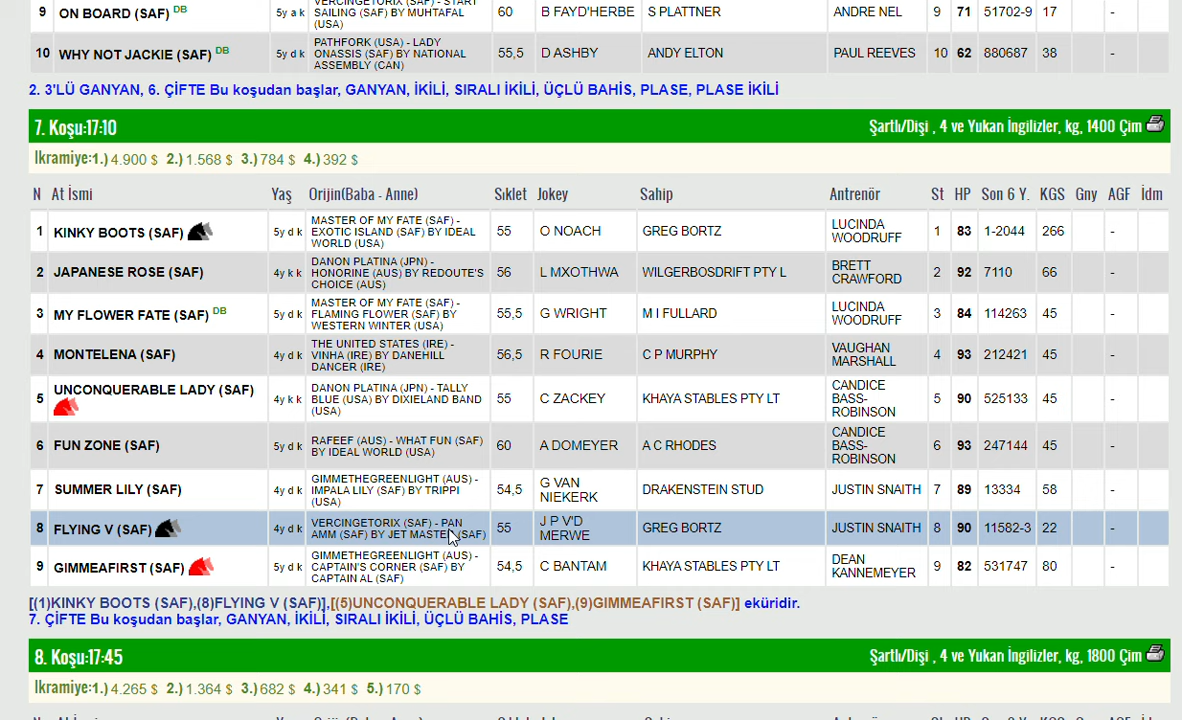 VERCINGETORIX (SAF) - START
9 ON BOARD (SAF) DB 5y a k SAILING (SAF) BY MUHTAFAL (USA) 60 B FAYD'HERBE S PLATTNER ANDRE NEL 9 71 51702-9 17 -
10 WHY NOT JACKIE (SAF) DB 5y d k PATHFORK (USA) - LADY ONASSIS (SAF) BY NATIONAL ASSEMBLY (CAN) 55,5 D ASHBY ANDY ELTON PAUL REEVES 10 62 880687 38 -
2. 3'LÜ GANYAN, 6. ÇİFTE Bu koşudan başlar, GANYAN, İKİLİ, SIRALI İKİLİ, ÜÇLÜ BAHİS, PLASE, PLASE İKİLİ
7. Koşu:17:10 Şartlı/Dişi , 4 ve Yukarı İngilizler, kg, 1400 Çim
İkramiye:1.) 4.900 $ 2.) 1.568 $ 3.) 784 $ 4.) 392 $
N At İsmi Yaş Orijin(Baba - Anne) Sıklet Jokey Sahip Antrenör St HP Son 6 Y. KGS Gny AGF İdm
1 KINKY BOOTS (SAF) 5y d k MASTER OF MY FATE (SAF) - EXOTIC ISLAND (SAF) BY IDEAL WORLD (USA) 55 O NOACH GREG BORTZ LUCINDA WOODRUFF 1 83 1-2044 266 -
2 JAPANESE ROSE (SAF) 4y k k DANON PLATINA (JPN) - HONORINE (AUS) BY REDOUTE'S CHOICE (AUS) 56 L MXOTHWA WILGERBOSDRIFT PTY L BRETT CRAWFORD 2 92 7110 66 -
3 MY FLOWER FATE (SAF) DB 5y d k MASTER OF MY FATE (SAF) - FLAMING FLOWER (SAF) BY WESTERN WINTER (USA) 55,5 G WRIGHT M I FULLARD LUCINDA WOODRUFF 3 84 114263 45 -
4 MONTELENA (SAF) 4y d k THE UNITED STATES (IRE) - VINHA (IRE) BY DANEHILL DANCER (IRE) 56,5 R FOURIE C P MURPHY VAUGHAN MARSHALL 4 93 212421 45 -
5 UNCONQUERABLE LADY (SAF) 4y k k DANON PLATINA (JPN) - TALLY BLUE (USA) BY DIXIELAND BAND (USA) 55 C ZACKEY KHAYA STABLES PTY LT CANDICE BASS-ROBINSON 5 90 525133 45 -
6 FUN ZONE (SAF) 5y d k RAFEEF (AUS) - WHAT FUN (SAF) BY IDEAL WORLD (USA) 60 A DOMEYER A C RHODES CANDICE BASS-ROBINSON 6 93 247144 45 -
7 SUMMER LILY (SAF) 4y d k GIMMETHEGREENLIGHT (AUS) - IMPALA LILY (SAF) BY TRIPPI (USA) 54,5 G VAN NIEKERK DRAKENSTEIN STUD JUSTIN SNAITH 7 89 13334 58 -
8 FLYING V (SAF) 4y d k VERCINGETORIX (SAF) - PAN AMM (SAF) BY JET MASTER (SAF) 55 J P V'D MERWE GREG BORTZ JUSTIN SNAITH 8 90 11582-3 22 -
9 GIMMEAFIRST (SAF) 5y d k GIMMETHEGREENLIGHT (AUS) - CAPTAIN'S CORNER (SAF) BY CAPTAIN AL (SAF) 54,5 C BANTAM KHAYA STABLES PTY LT DEAN KANNEMEYER 9 82 531747 80 -
[(1)KINKY BOOTS (SAF),(8)FLYING V (SAF)],[(5)UNCONQUERABLE LADY (SAF),(9)GIMMEAFIRST (SAF)] eküridir.
7. ÇİFTE Bu koşudan başlar, GANYAN, İKİLİ, SIRALI İKİLİ, ÜÇLÜ BAHİS, PLASE
8. Koşu:17:45 Şartlı/Dişi , 4 ve Yukarı İngilizler, kg, 1800 Çim
İkramiye:1.) 4.265 $ 2.) 1.364 $ 3.) 682 $ 4.) 341 $ 5.) 170 $